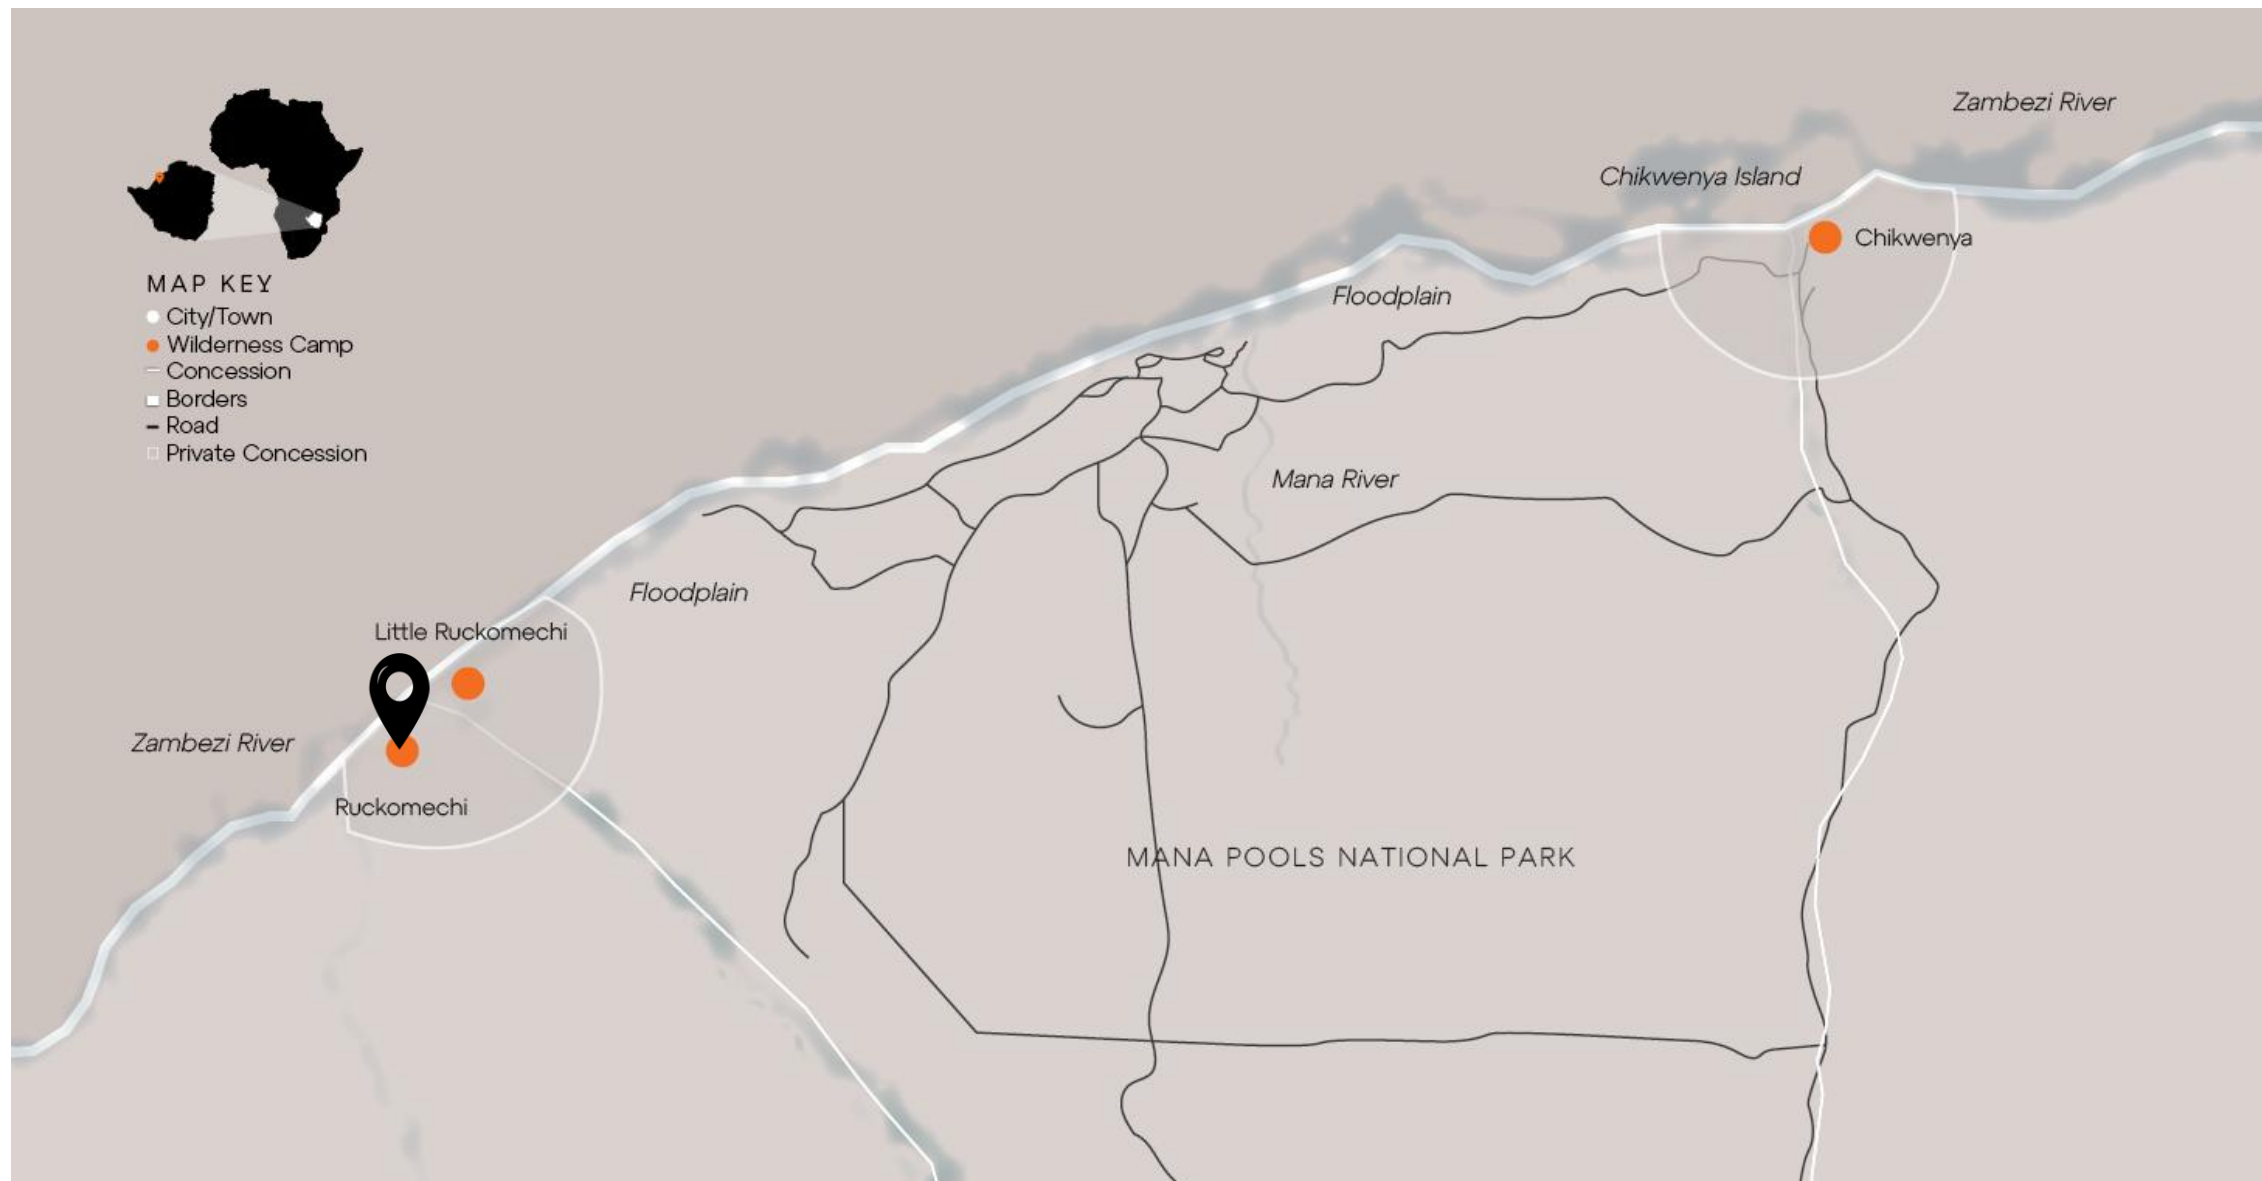 Zambezi River
Chikwenya Island
Chikwenya
MAP KEY
City/Town
Wilderness Camp
Concession
Borders
Road
Private Concession
Floodplain
Mana River
Floodplain
Little Ruckomechi
Zambezi River
Ruckomechi
MANA POOLS NATIONAL PARK